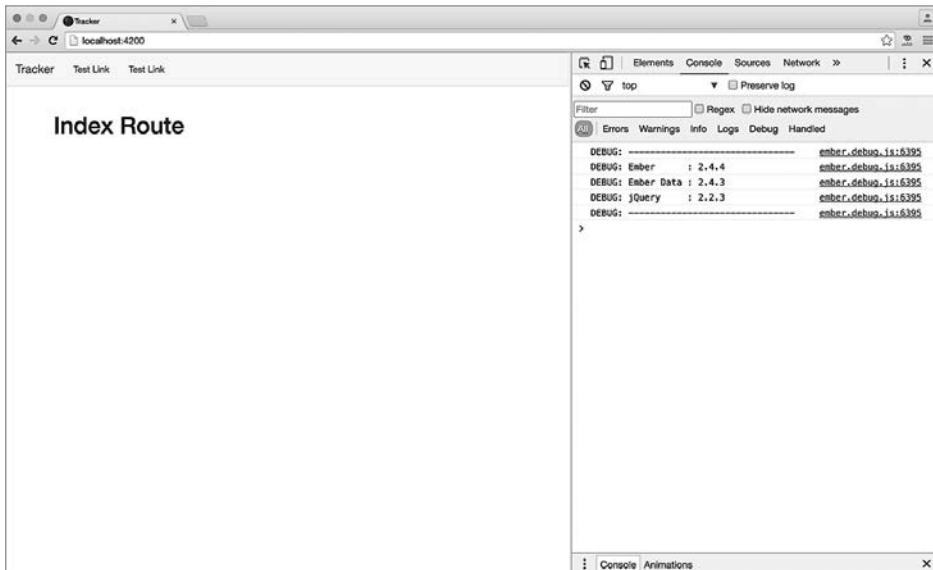 Tracker
localhost:4200
Tracker Test Link Test Link
Index Route
Elements Console Sources Network »
top Preserve log
Filter Regex Hide network messages
All Errors Warnings Info Logs Debug Handled
DEBUG: ------------------------------- ember.debug.js:6395
DEBUG: Ember : 2.4.4 ember.debug.js:6395
DEBUG: Ember Data : 2.4.3 ember.debug.js:6395
DEBUG: jQuery : 2.2.3 ember.debug.js:6395
DEBUG: ------------------------------- ember.debug.js:6395
>
Console Animations